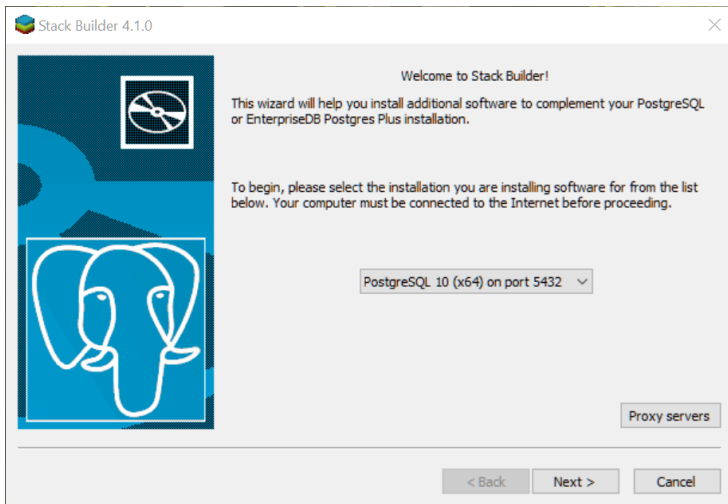 Stack Builder 4.1.0
Welcome to Stack Builder!
This wizard will help you install additional software to complement your PostgreSQL
or EnterpriseDB Postgres Plus installation.
To begin, please select the installation you are installing software for from the list
below. Your computer must be connected to the Internet before proceeding.
PostgreSQL 10 (x64) on port 5432
Proxy servers
< Back
Next >
Cancel